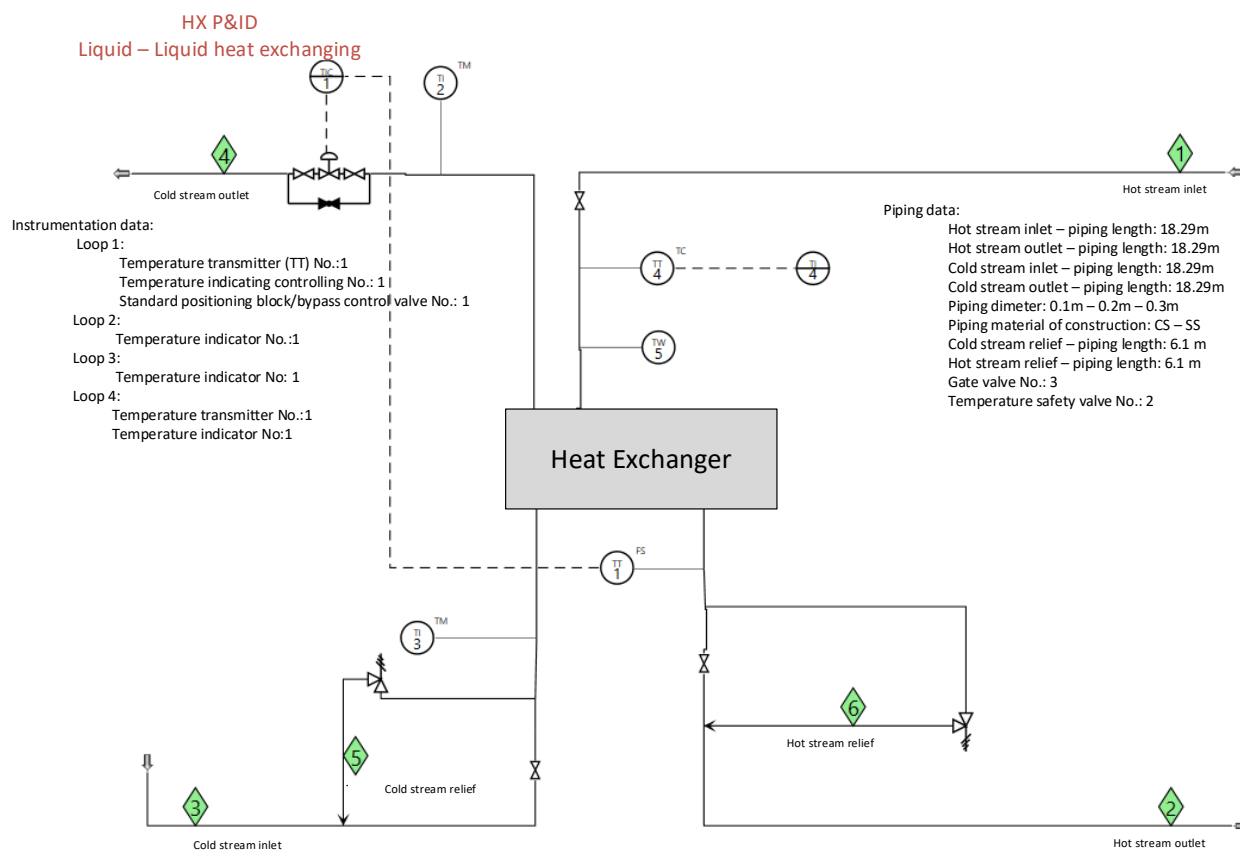 HX P&ID
Liquid – Liquid heat exchanging
TIC
1
TI
2
TM
4
Cold stream outlet
1
Hot stream inlet
Instrumentation data:
Loop 1:
Temperature transmitter (TT) No.:1
Temperature indicating controlling No.: 1
Standard positioning block/bypass control valve No.: 1
Loop 2:
Temperature indicator No.:1
Loop 3:
Temperature indicator No: 1
Loop 4:
Temperature transmitter No.:1
Temperature indicator No:1
TT
4
TC
TI
4
TW
5
Piping data:
Hot stream inlet – piping length: 18.29m
Hot stream outlet – piping length: 18.29m
Cold stream inlet – piping length: 18.29m
Cold stream outlet – piping length: 18.29m
Piping dimeter: 0.1m – 0.2m – 0.3m
Piping material of construction: CS – SS
Cold stream relief – piping length: 6.1 m
Hot stream relief – piping length: 6.1 m
Gate valve No.: 3
Temperature safety valve No.: 2
Heat Exchanger
TT
1
FS
TI
3
TM
5
.
Cold stream relief
6
Hot stream relief
3
Cold stream inlet
2
Hot stream outlet